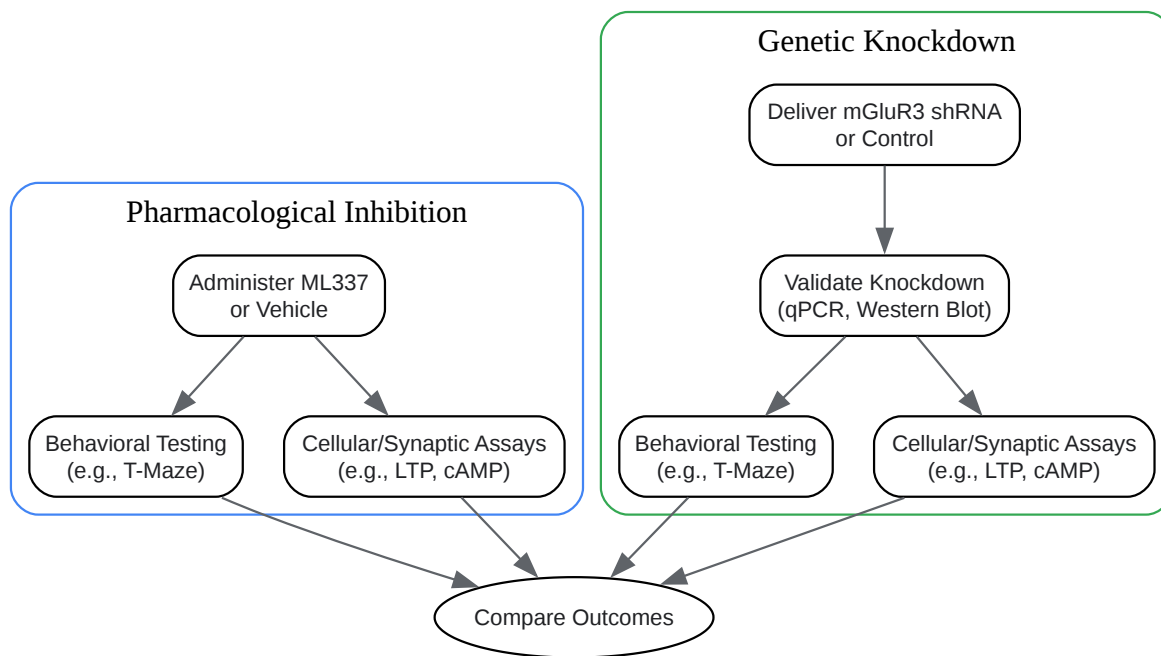 Genetic Knockdown
Deliver mGluR3 shRNA
or Control
Pharmacological Inhibition
Administer ML337
or Vehicle
Validate Knockdown
(qPCR, Western Blot)
Behavioral Testing
(e.g., T-Maze)
Cellular/Synaptic Assays
(e.g., LTP, cAMP)
Behavioral Testing
(e.g., T-Maze)
Cellular/Synaptic Assays
(e.g., LTP, cAMP)
Compare Outcomes